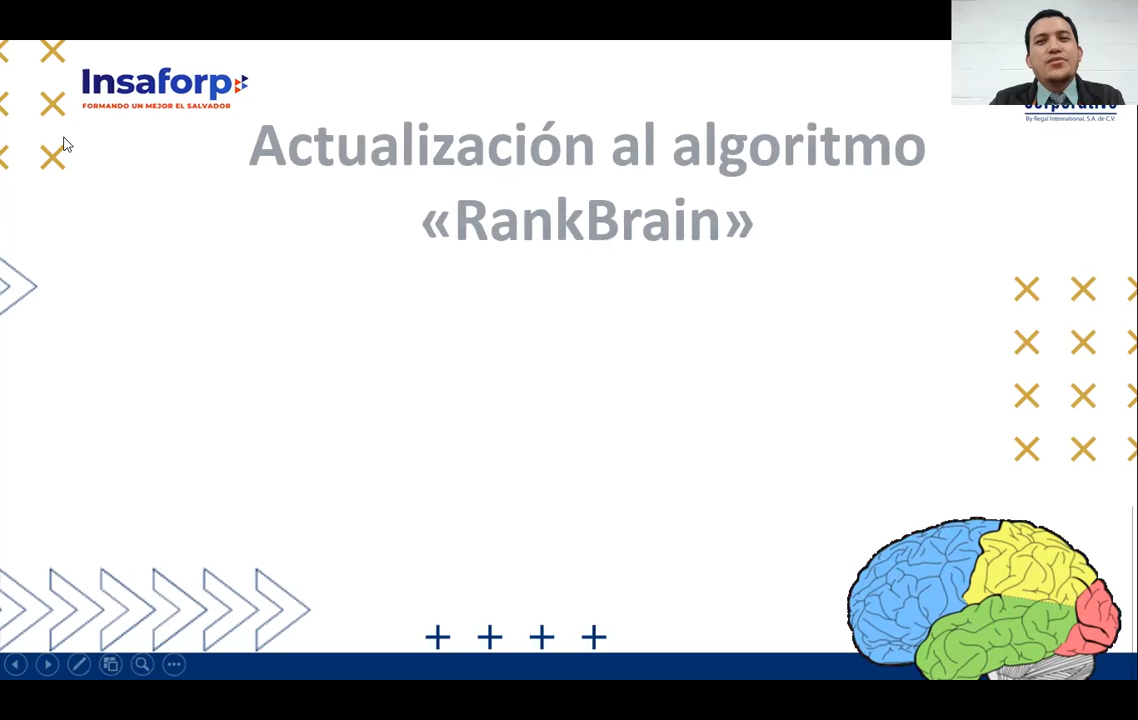 Insaforp
FORMANDO UN MEJOR EL SALVADOR
By Regal International, S.A. de C.V.
Actualización al algoritmo
«RankBrain»